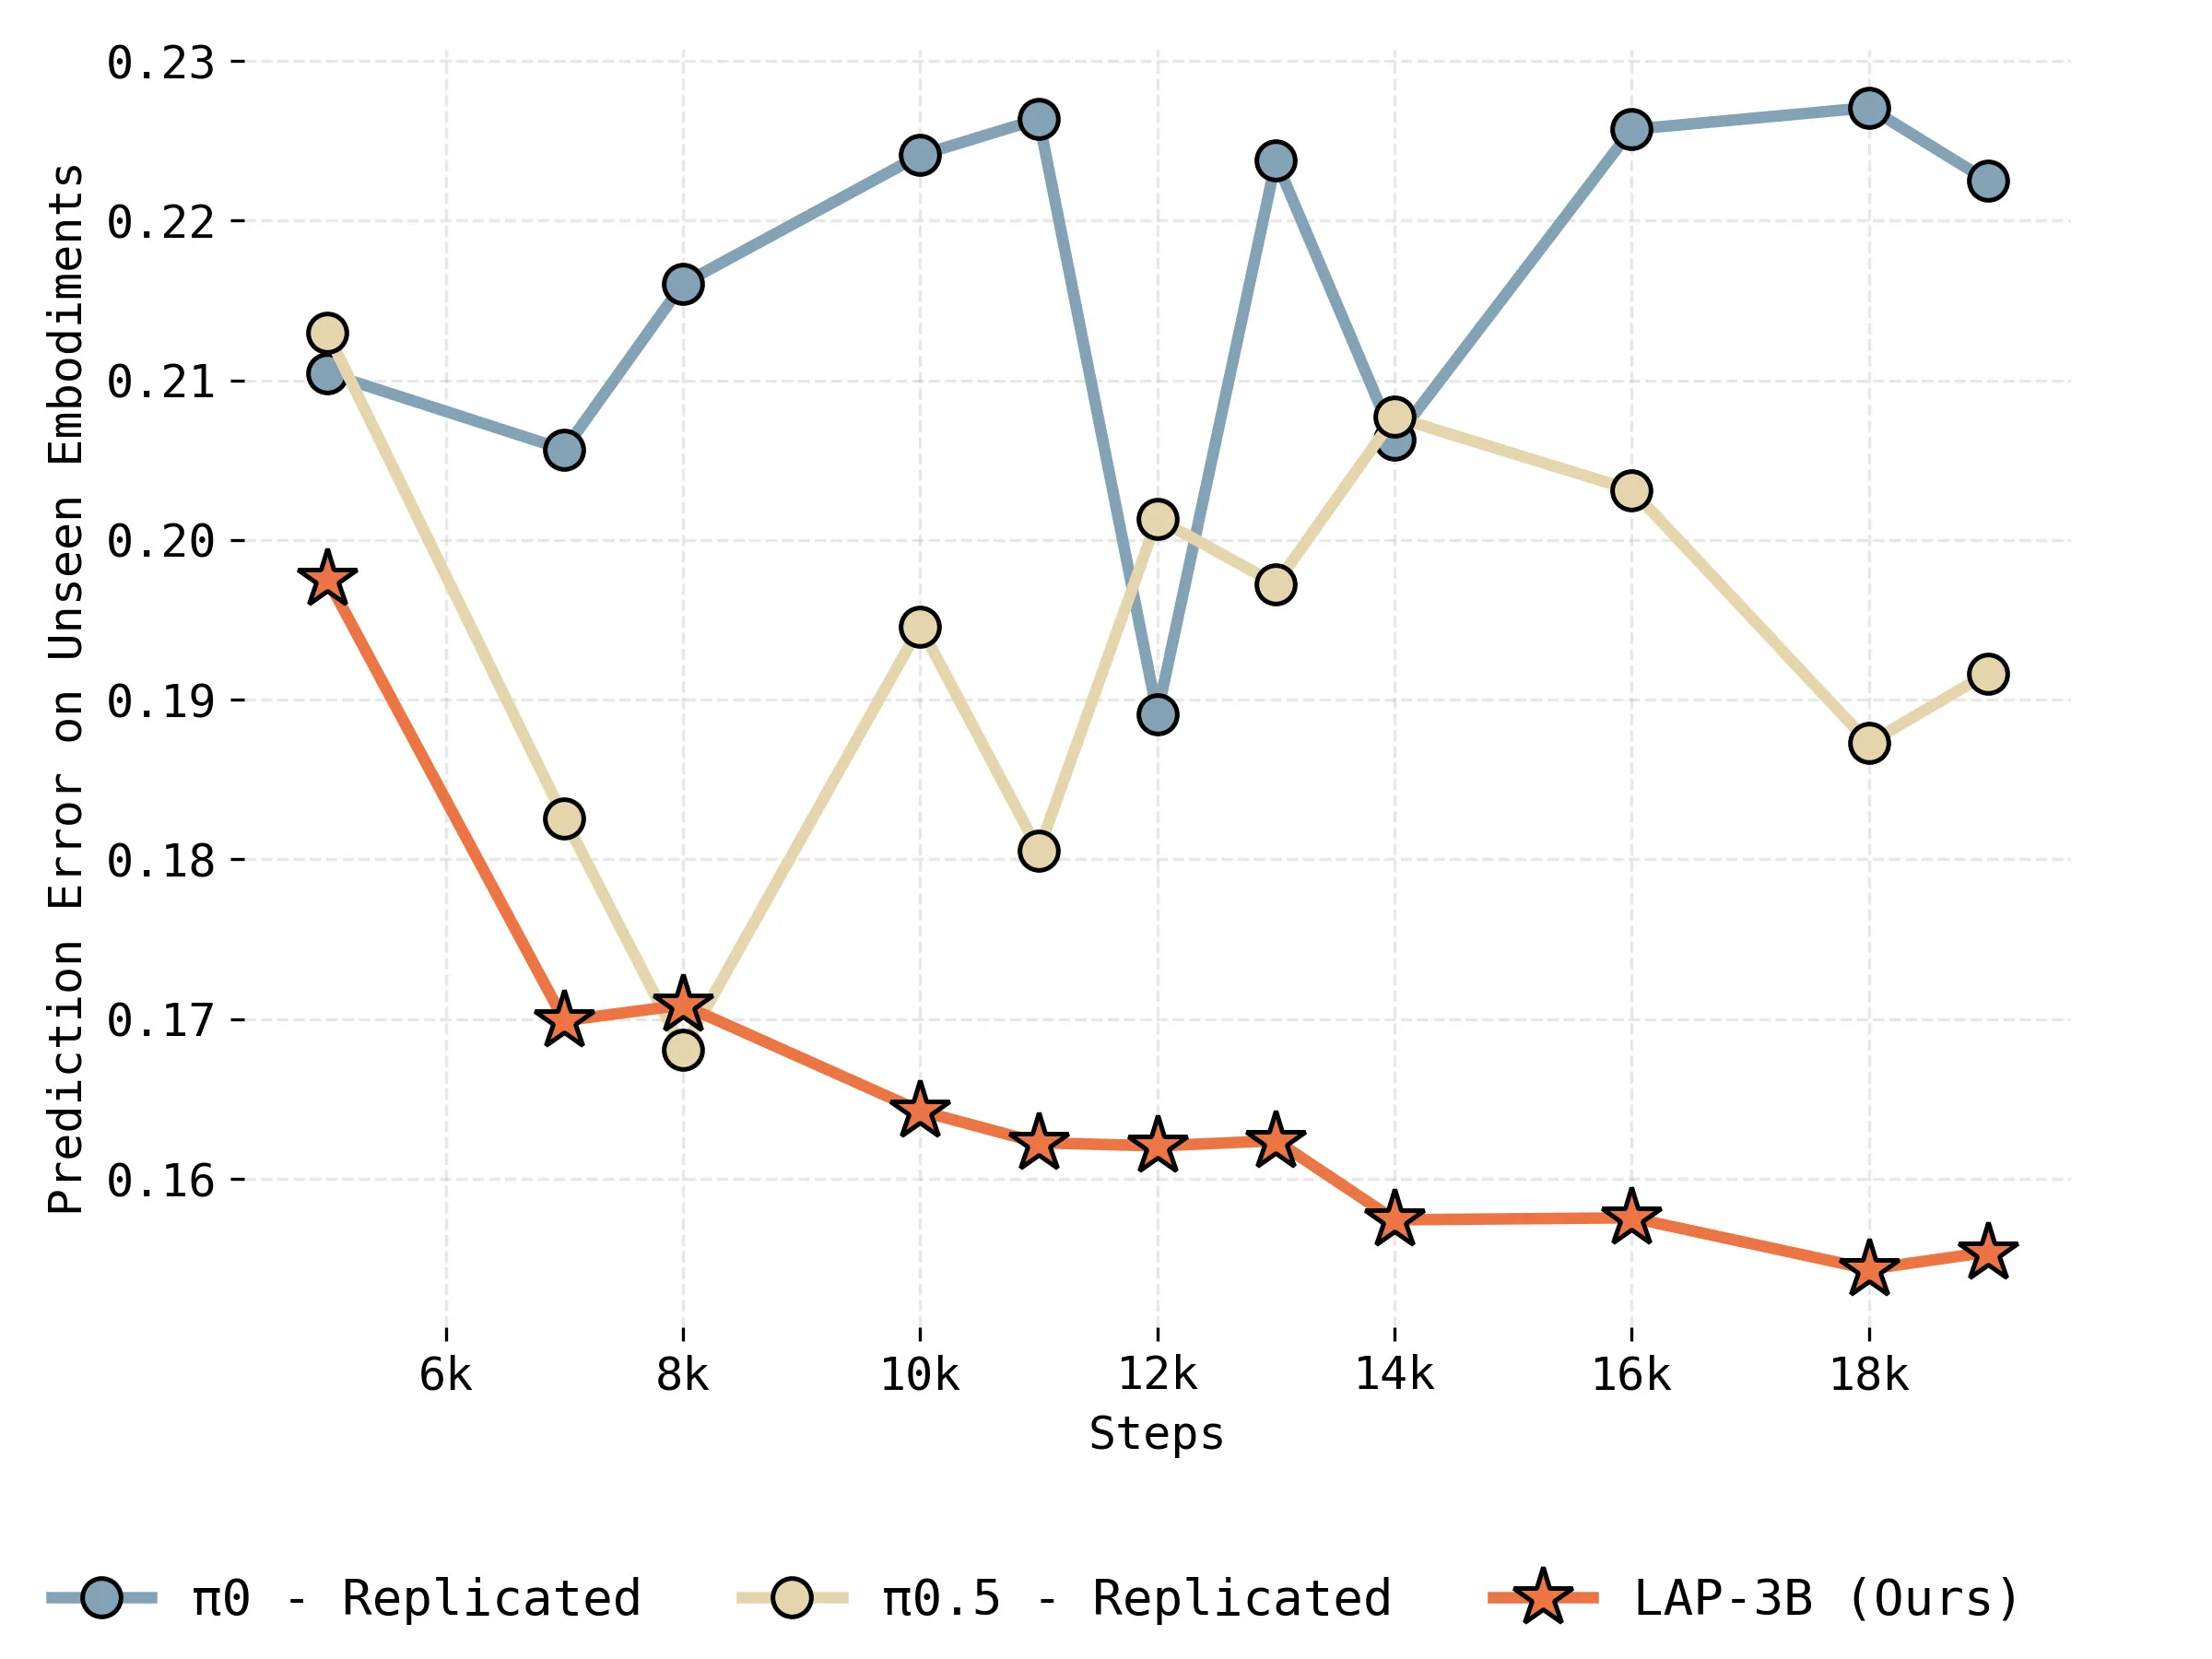 Prediction Error on Unseen Embodiments
0.23
0.22
0.21
0.20
0.19
0.18
0.17
0.16
6k 8k 10k 12k 14k 16k 18k
Steps
π0 - Replicated π0.5 - Replicated LAP-3B (Ours)